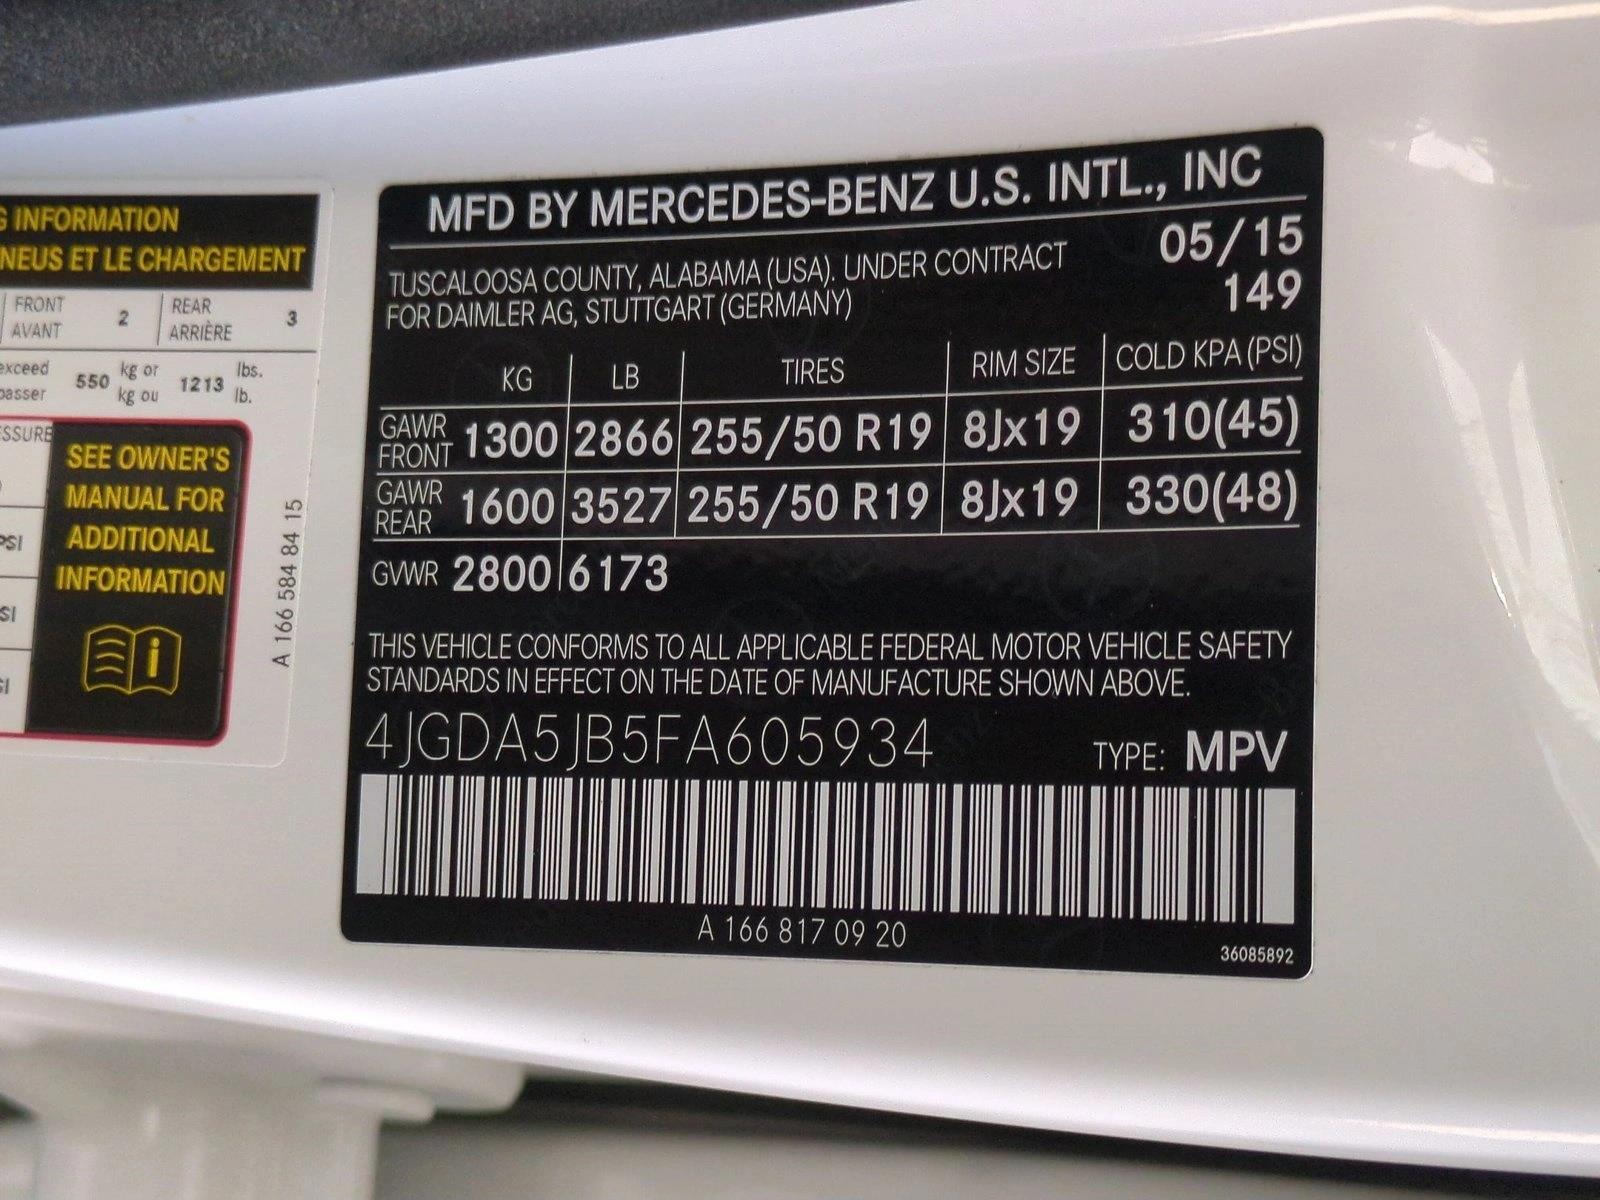 G INFORMATION
NEUS ET LE CHARGEMENT
FRONT
AVANT
2
REAR
ARRIÈRE
3
exceed
passer
550
kg or
kg ou
1213
lbs.
lb.
ESSURE
PSI
SI
SI
SEE OWNER'S
MANUAL FOR
ADDITIONAL
INFORMATION
i
A 166 584 84 15
MFD BY MERCEDES-BENZ U.S. INTL., INC
TUSCALOOSA COUNTY, ALABAMA (USA). UNDER CONTRACT
FOR DAIMLER AG, STUTTGART (GERMANY)
05/15
149
KG LB TIRES RIM SIZE COLD KPA (PSI)
GAWR
FRONT
1300 2866 255/50 R19 8Jx19 310(45)
GAWR
REAR
1600 3527 255/50 R19 8Jx19 330(48)
GVWR 2800 6173
THIS VEHICLE CONFORMS TO ALL APPLICABLE FEDERAL MOTOR VEHICLE SAFETY
STANDARDS IN EFFECT ON THE DATE OF MANUFACTURE SHOWN ABOVE.
4JGDA5JB5FA605934
TYPE: MPV
A 166 817 09 20
36085892